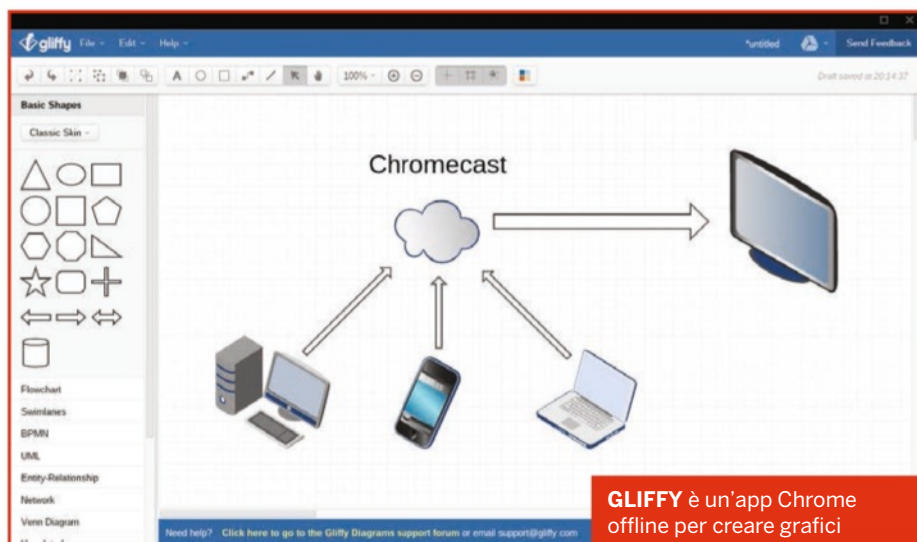 gliffy File Edit Help *untitled Send Feedback
A 100% Draft saved at 20:14:37
Basic Shapes
Classic Skin
Chromecast
Flowchart
Swimlanes
BPMN
UML
Entity-Relationship
Network
Venn Diagram
Need help? Click here to go to the Gliffy Diagrams support forum or email support@gliffy.com
GLIFFY è un'app Chrome
offline per creare grafici